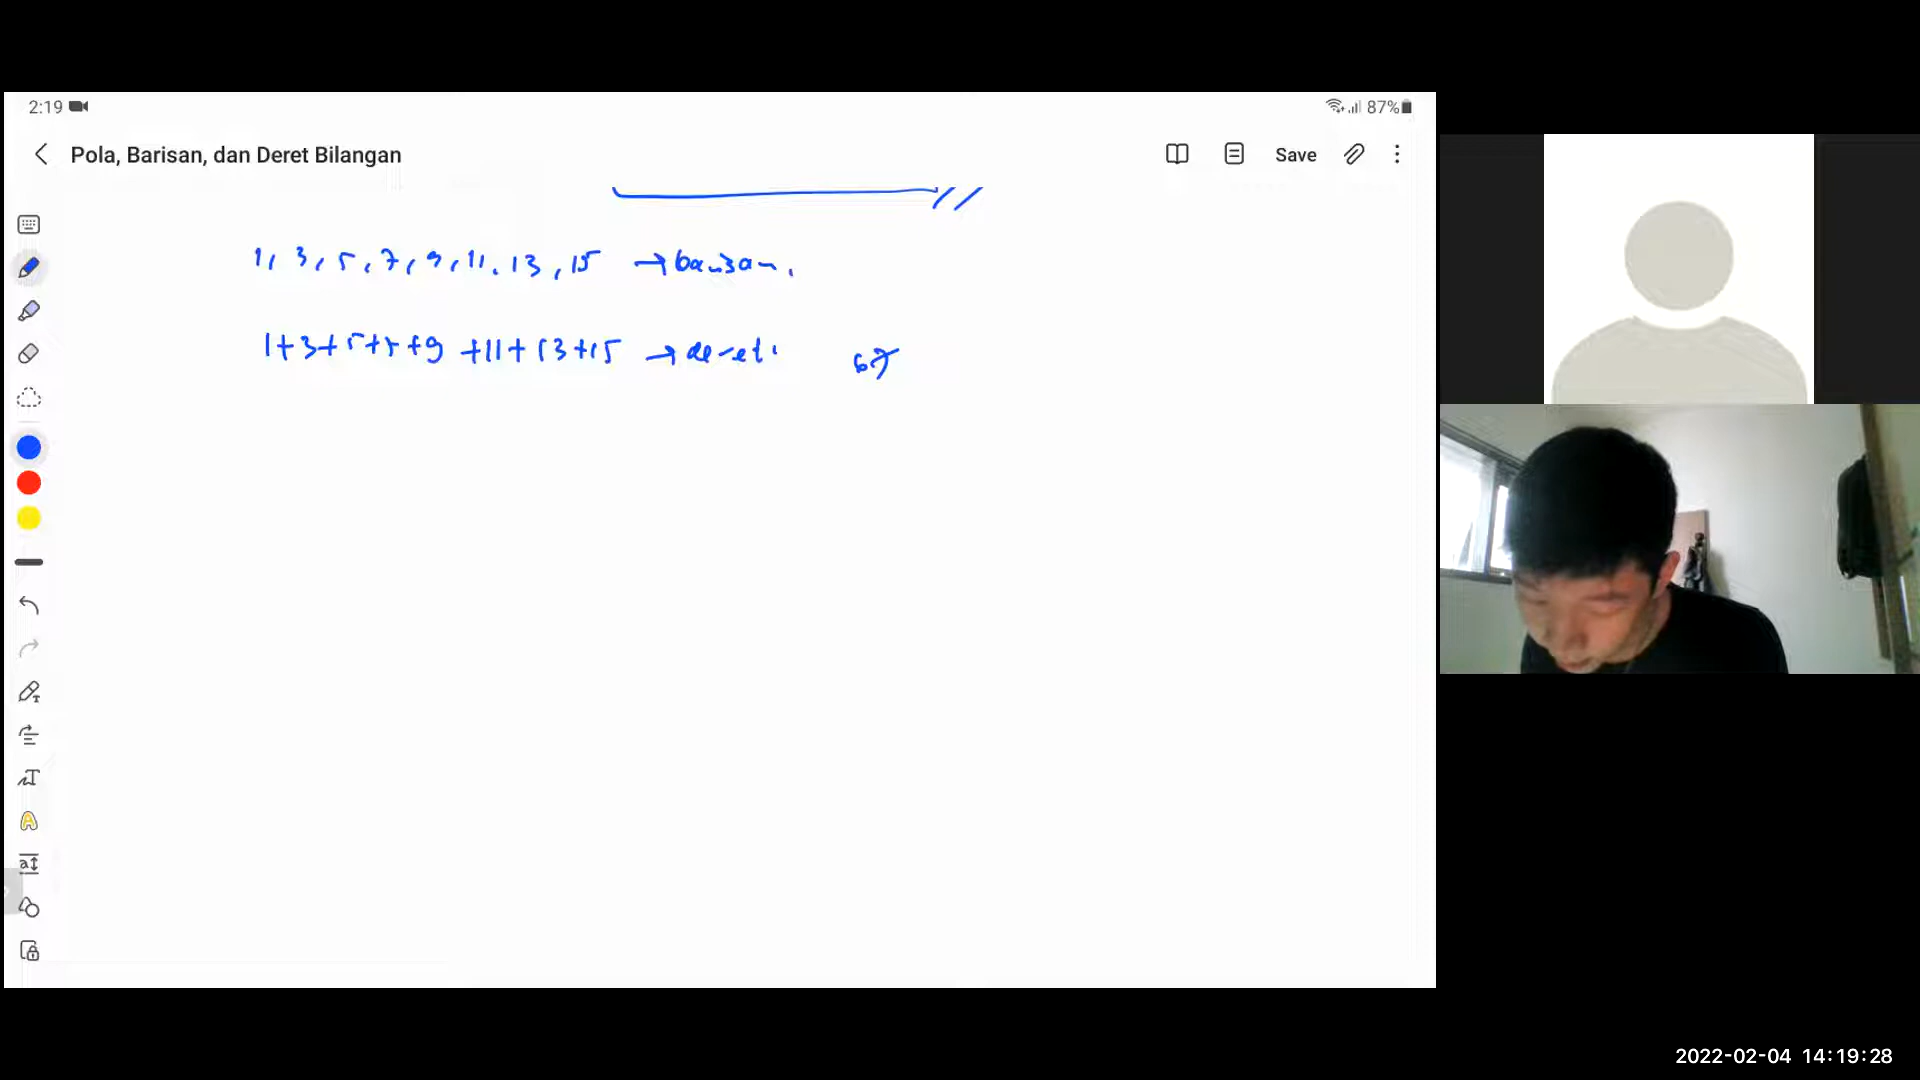 2:19 87%
Pola, Barisan, dan Deret Bilangan Save
1, 3, 5, 7, 9, 11, 13, 15 → barisan.
1+3+5+7+9+11+13+15 → deret. 67
2022-02-04 14:19:28